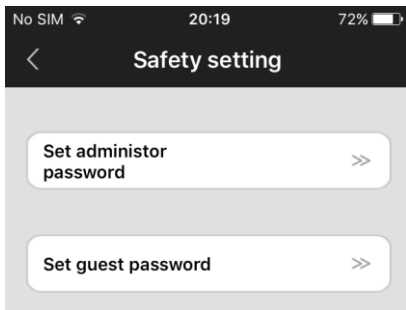 No SIM 20:19 72%
Safety setting
Set administor
password
Set guest password